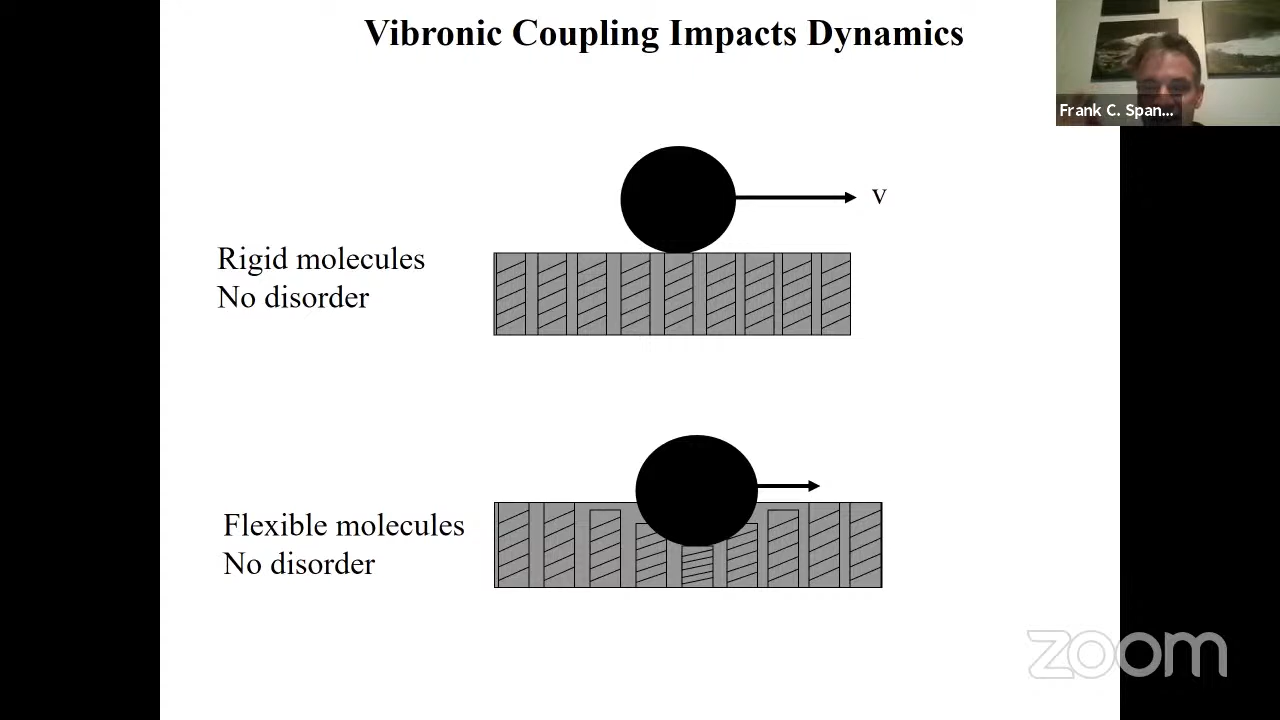 Vibronic Coupling Impacts Dynamics
Frank C. Span...
v
Rigid molecules
No disorder
Flexible molecules
No disorder
zoom